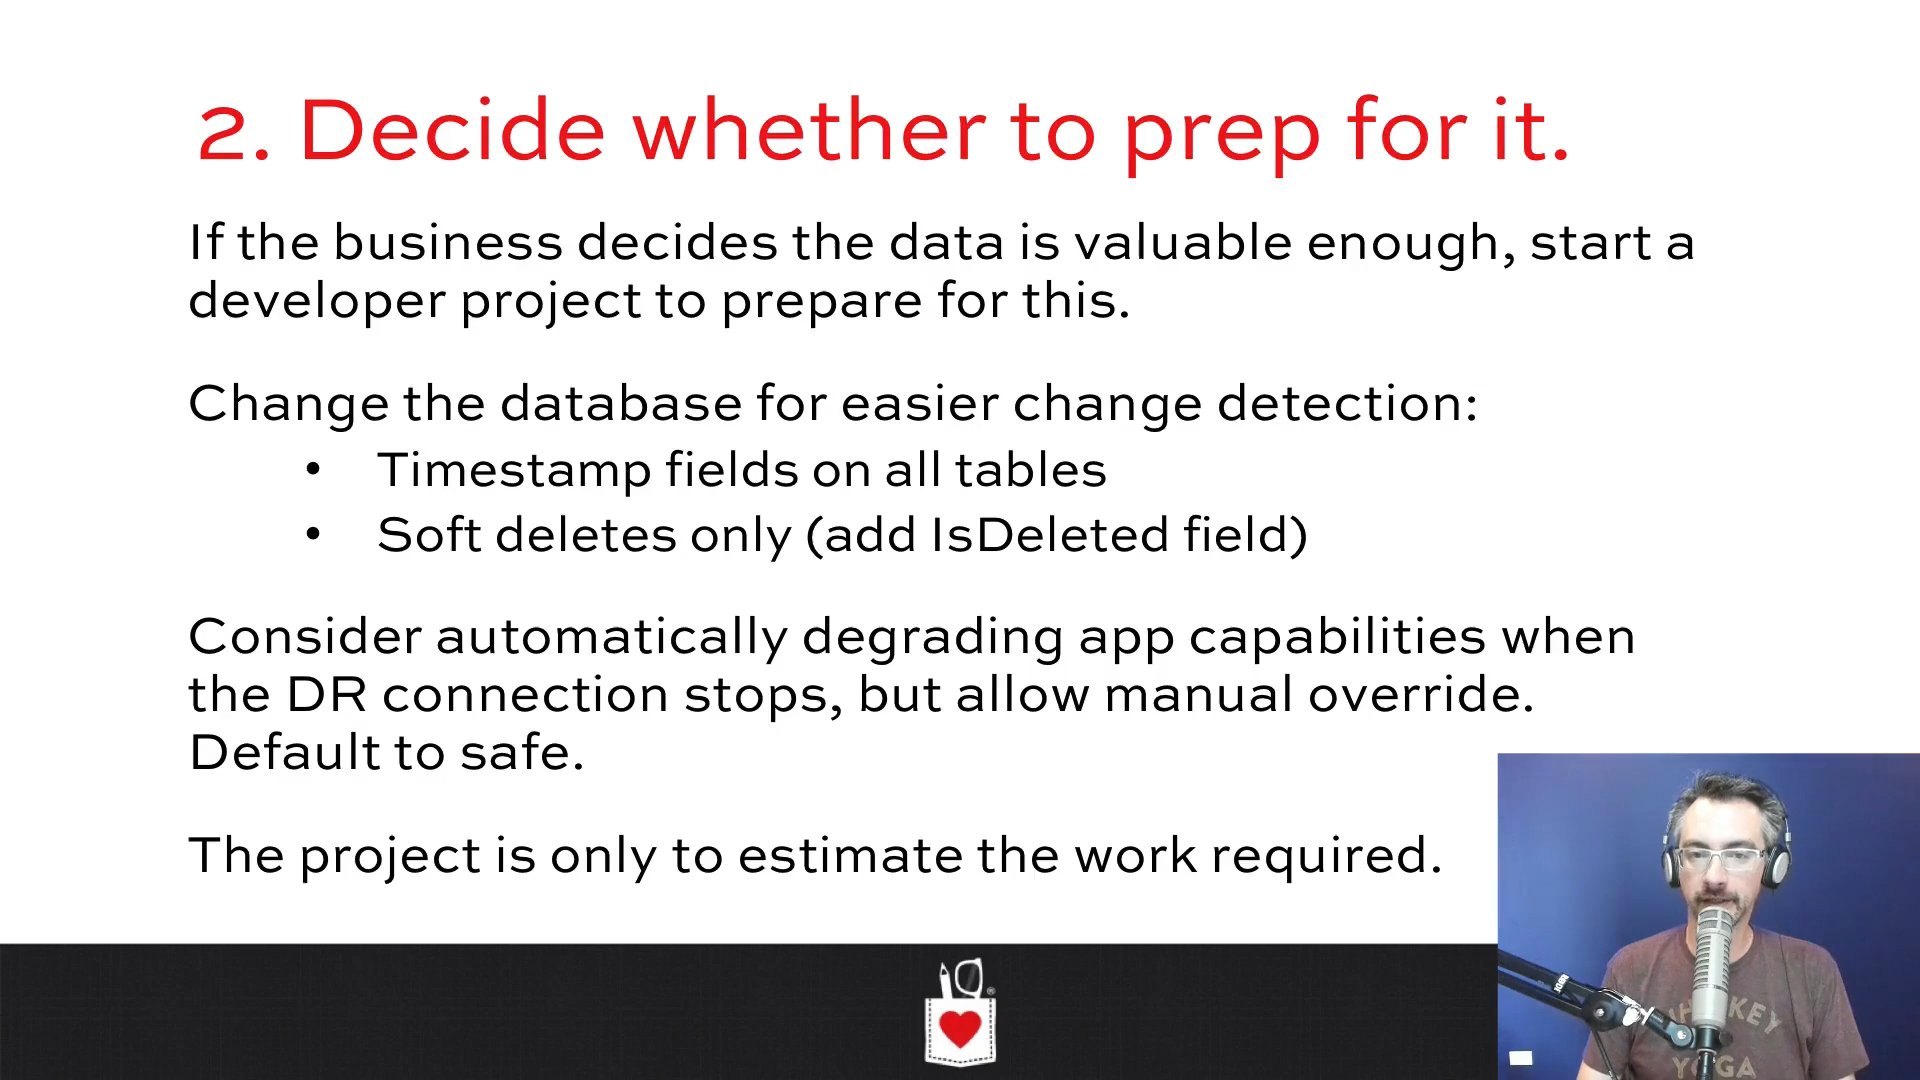 2. Decide whether to prep for it.
If the business decides the data is valuable enough, start a
developer project to prepare for this.
Change the database for easier change detection:
• Timestamp fields on all tables
• Soft deletes only (add IsDeleted field)
Consider automatically degrading app capabilities when
the DR connection stops, but allow manual override.
Default to safe.
The project is only to estimate the work required.
®
YOGA